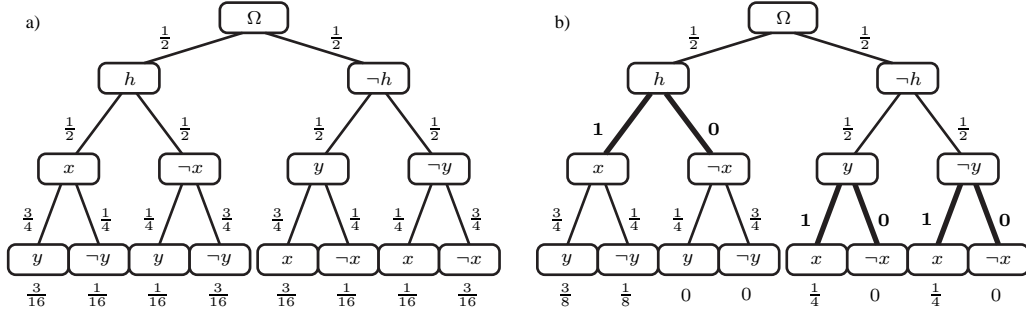 a) Ω b) Ω
1/2 1/2 1/2 1/2
h ¬h h ¬h
1/2 1/2 1/2 1/2 1 0 1/2 1/2
x ¬x y ¬y x ¬x y ¬y
3/4 1/4 1/4 3/4 3/4 1/4 1/4 3/4 3/4 1/4 1/4 3/4 1 0 1 0
y ¬y y ¬y x ¬x x ¬x y ¬y y ¬y x ¬x x ¬x
3/16 1/16 1/16 3/16 3/16 1/16 1/16 3/16 3/8 1/8 0 0 1/4 0 1/4 0